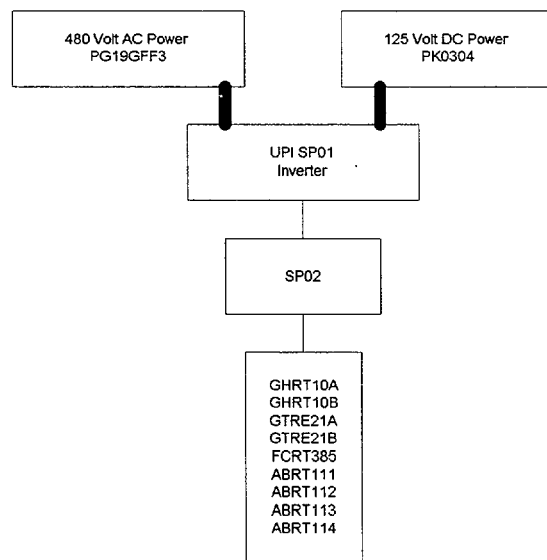 480 Volt AC Power
PG19GFF3
125 Volt DC Power
PK0304
UPI SP01
Inverter
SP02
GHRT10A
GHRT10B
GTRE21A
GTRE21B
FCRT385
ABRT111
ABRT112
ABRT113
ABRT114